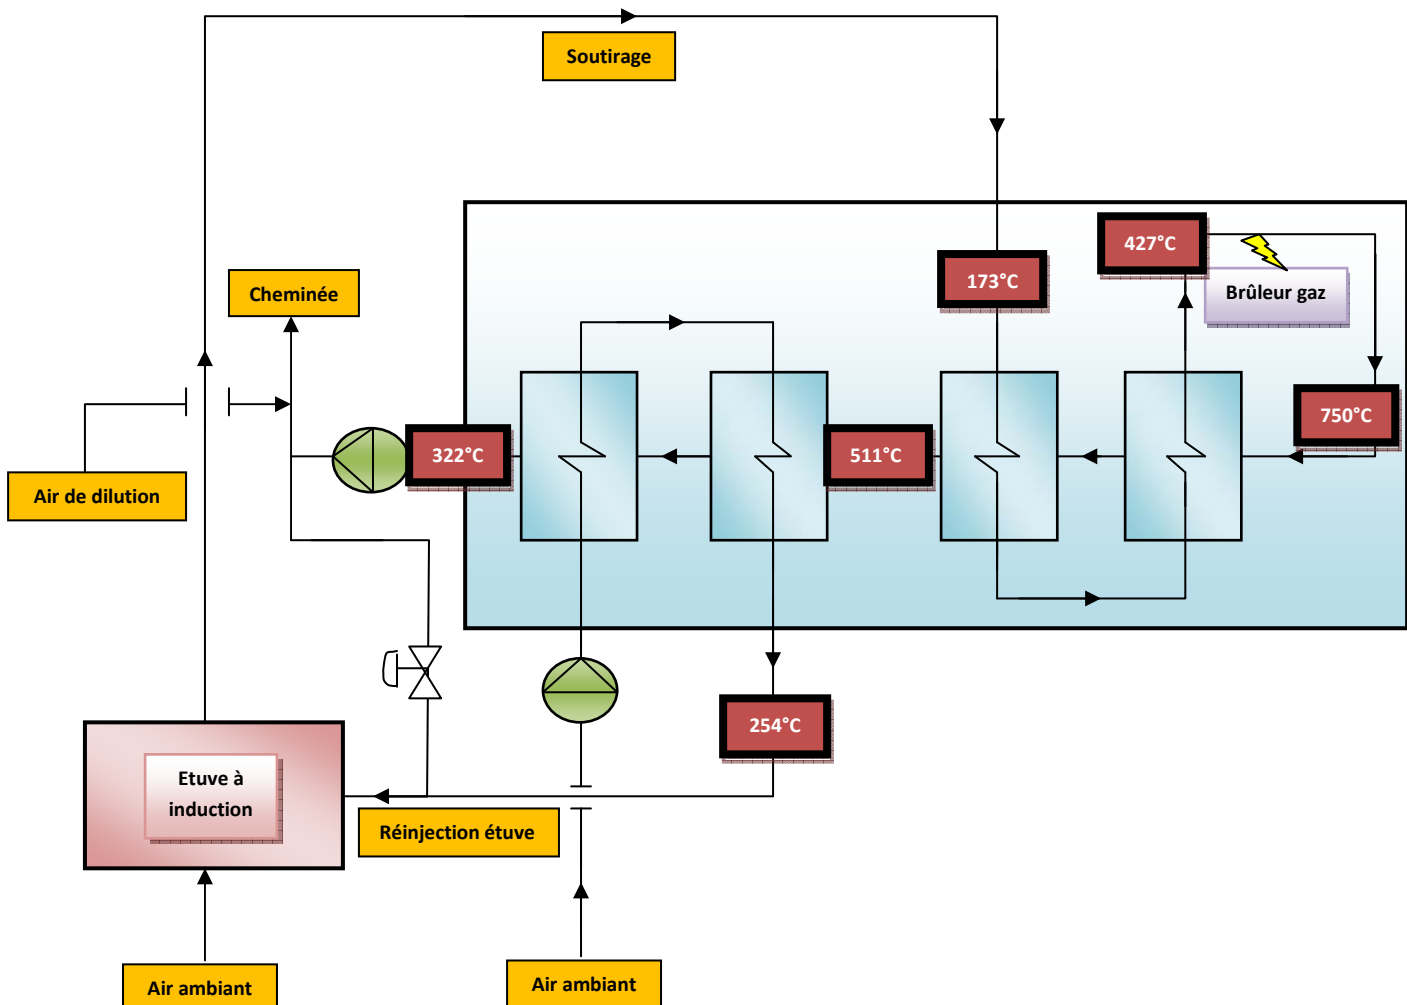 Soutirage
427°C
173°C
Brûleur gaz
Cheminée
750°C
322°C
511°C
Air de dilution
254°C
Etuve à
induction
Réinjection étuve
Air ambiant
Air ambiant